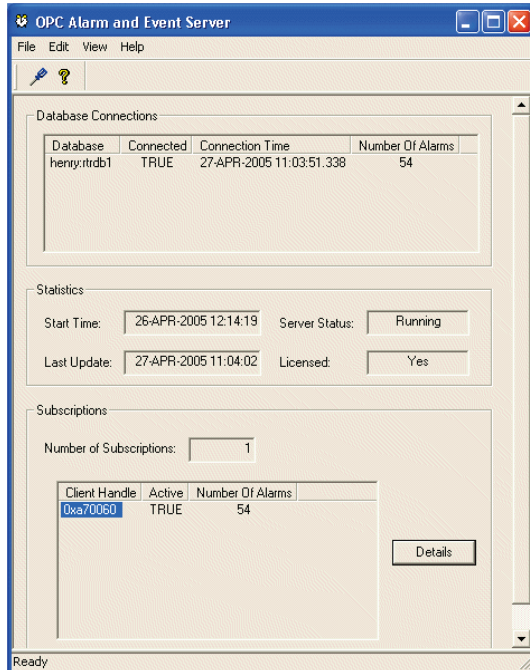 OPC Alarm and Event Server
File Edit View Help
Database Connections
Database Connected Connection Time Number Of Alarms
henry:rtrdb1 TRUE 27-APR-2005 11:03:51.338 54
Statistics
Start Time: 26-APR-2005 12:14:19 Server Status: Running
Last Update: 27-APR-2005 11:04:02 Licensed: Yes
Subscriptions
Number of Subscriptions: 1
Client Handle Active Number Of Alarms
0xa70060 TRUE 54
Details
Ready